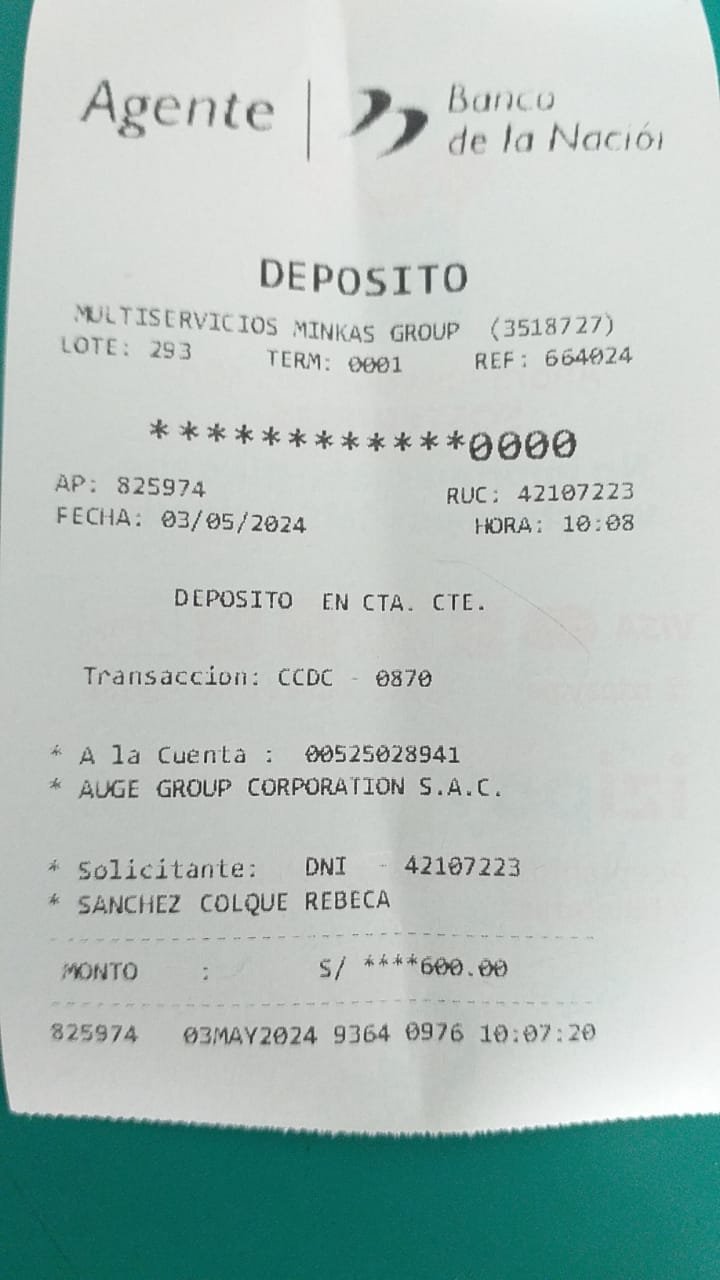 Agente | Banco
de la Nación
DEPOSITO
MULTISERVICIOS MINKAS GROUP (3518727)
LOTE: 293 TERM: 0001 REF: 664024
************0000
AP: 825974 RUC: 42107223
FECHA: 03/05/2024 HORA: 10:08
DEPOSITO EN CTA. CTE.
Transaccion: CCDC - 0870
* A la Cuenta : 00525028941
* AUGE GROUP CORPORATION S.A.C.
* Solicitante: DNI - 42107223
* SANCHEZ COLQUE REBECA
MONTO : S/ ****600.00
825974 03MAY2024 9364 0976 10:07:20